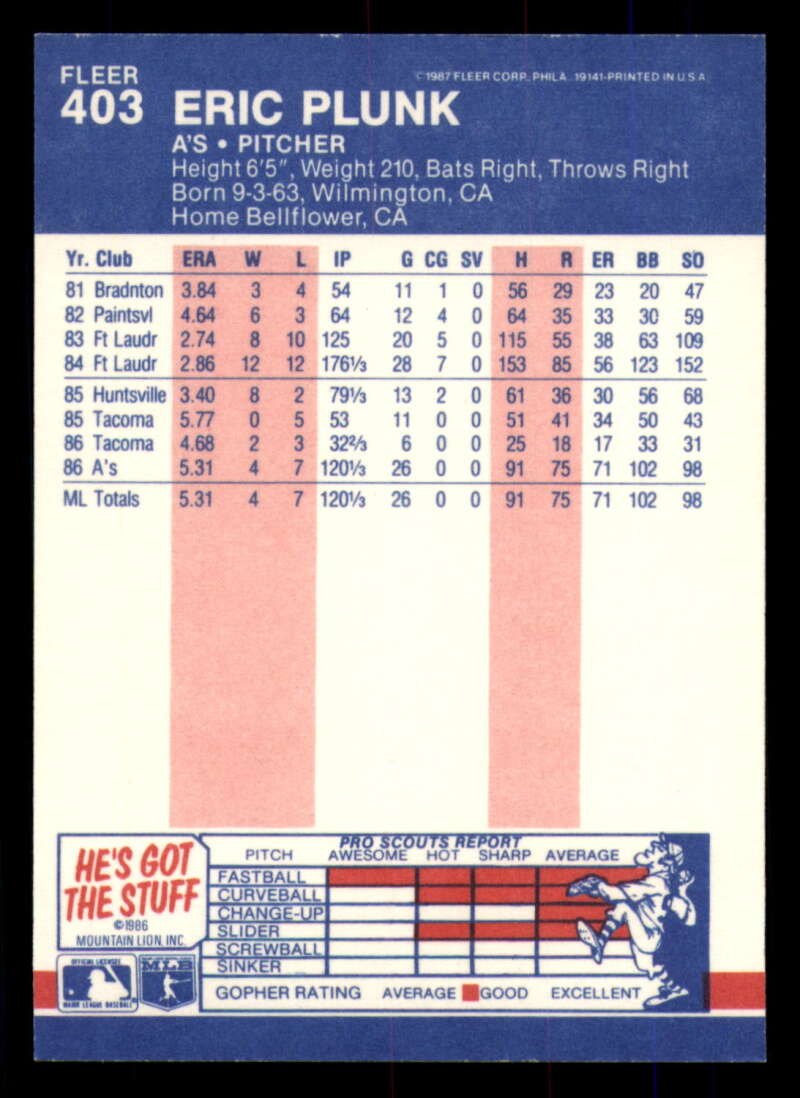 FLEER
© 1987 FLEER CORP., PHILA. 19141-PRINTED IN U.S.A.
403 ERIC PLUNK
A'S • PITCHER
Height 6'5", Weight 210, Bats Right, Throws Right
Born 9-3-63, Wilmington, CA
Home Bellflower, CA
Yr. Club ERA W L IP G CG SV H R ER BB SO
81 Bradnton 3.84 3 4 54 11 1 0 56 29 23 20 47
82 Paintsvl 4.64 6 3 64 12 4 0 64 35 33 30 59
83 Ft Laudr 2.74 8 10 125 20 5 0 115 55 38 63 109
84 Ft Laudr 2.86 12 12 176⅓ 28 7 0 153 85 56 123 152
85 Huntsville 3.40 8 2 79⅓ 13 2 0 61 36 30 56 68
85 Tacoma 5.77 0 5 53 11 0 0 51 41 34 50 43
86 Tacoma 4.68 2 3 32⅔ 6 0 0 25 18 17 33 31
86 A's 5.31 4 7 120⅓ 26 0 0 91 75 71 102 98
ML Totals 5.31 4 7 120⅓ 26 0 0 91 75 71 102 98
HE'S GOT
THE STUFF
©1986
MOUNTAIN LION, INC.
PRO SCOUTS REPORT
PITCH AWESOME HOT SHARP AVERAGE
FASTBALL
CURVEBALL
CHANGE-UP
SLIDER
SCREWBALL
SINKER
GOPHER RATING AVERAGE GOOD EXCELLENT
OFFICIAL LICENSEE
MAJOR LEAGUE BASEBALL
MLB